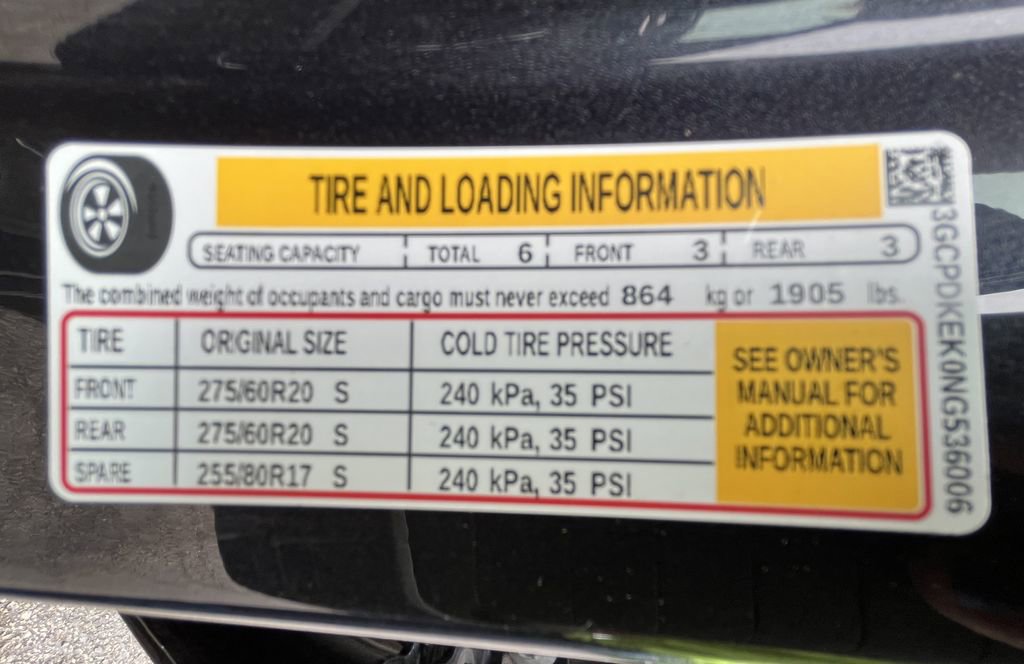 TIRE AND LOADING INFORMATION
SEATING CAPACITY TOTAL 6 FRONT 3 REAR 3
The combined weight of occupants and cargo must never exceed 864 kg or 1905 lbs.
TIRE ORIGINAL SIZE COLD TIRE PRESSURE
FRONT 275/60R20 S 240 kPa, 35 PSI
REAR 275/60R20 S 240 kPa, 35 PSI
SPARE 255/80R17 S 240 kPa, 35 PSI
SEE OWNER'S
MANUAL FOR
ADDITIONAL
INFORMATION
3GCPDKEK0NG536006